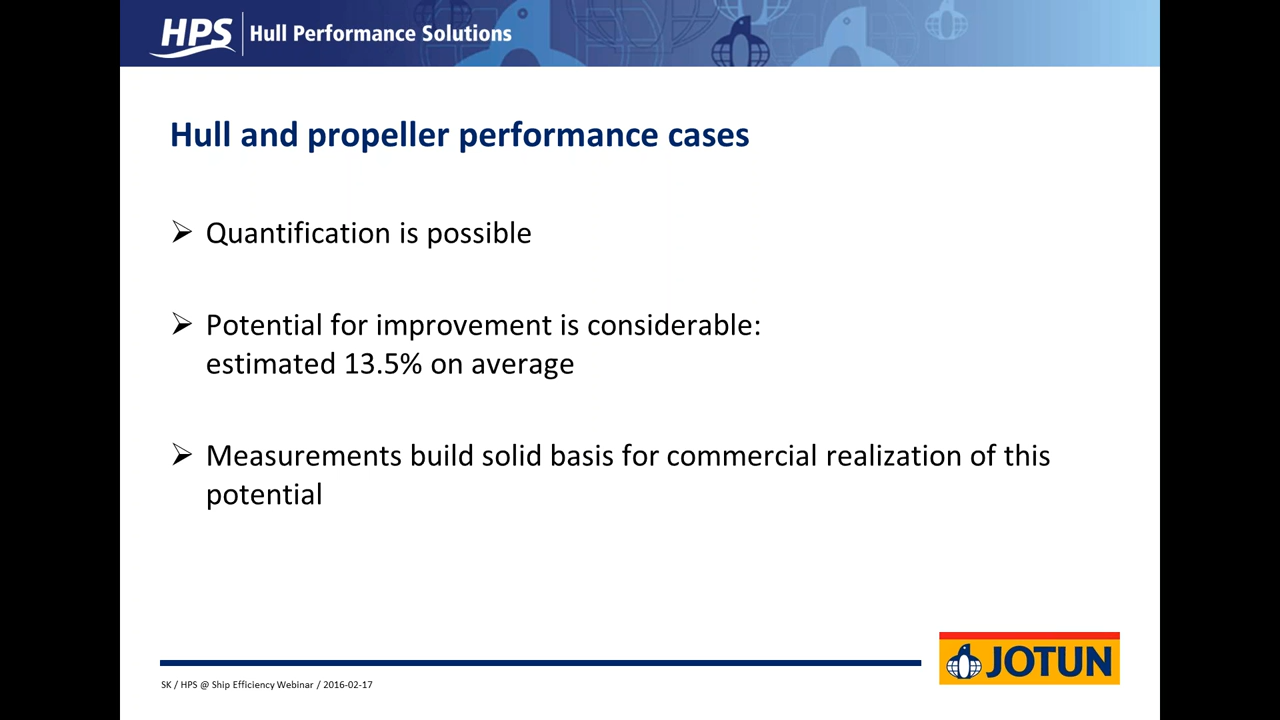 HPS Hull Performance Solutions
Hull and propeller performance cases
Quantification is possible
Potential for improvement is considerable:
estimated 13.5% on average
Measurements build solid basis for commercial realization of this
potential
JOTUN
SK / HPS @ Ship Efficiency Webinar / 2016-02-17